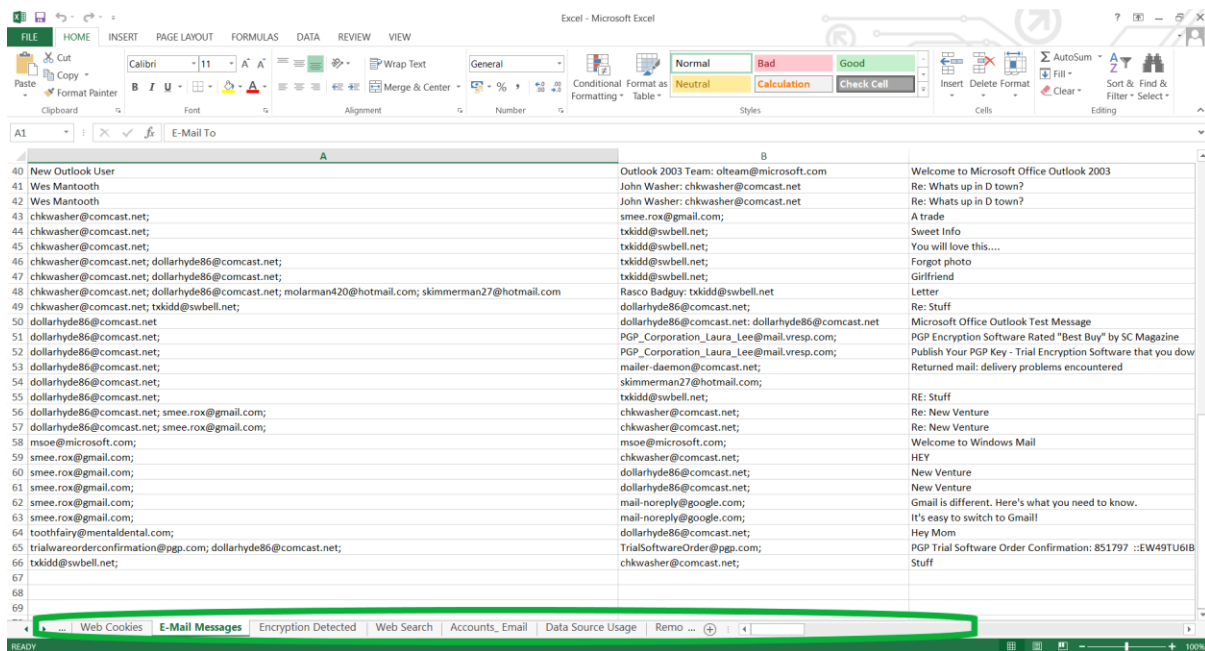 Excel - Microsoft Excel
FILE HOME INSERT PAGE LAYOUT FORMULAS DATA REVIEW VIEW
Cut
Copy
Format Painter
Paste
Clipboard
Calibri 11
B I U
Font
Wrap Text
Merge & Center
Alignment
General
% ,
Number
Conditional Formatting
Format as Table
Normal Bad Good
Neutral Calculation Check Cell
Styles
Insert Delete Format
Cells
AutoSum
Fill
Clear
Sort & Filter
Find & Select
Editing
A1 fx E-Mail To
A B
40 New Outlook User Outlook 2003 Team: olteam@microsoft.com Welcome to Microsoft Office Outlook 2003
41 Wes Mantooth John Washer: chkwasher@comcast.net Re: Whats up in D town?
42 Wes Mantooth John Washer: chkwasher@comcast.net Re: Whats up in D town?
43 chkwasher@comcast.net; smee.rox@gmail.com; A trade
44 chkwasher@comcast.net; txkidd@swbell.net; Sweet Info
45 chkwasher@comcast.net; txkidd@swbell.net; You will love this....
46 chkwasher@comcast.net; dollarhyde86@comcast.net; txkidd@swbell.net; Forgot photo
47 chkwasher@comcast.net; dollarhyde86@comcast.net; txkidd@swbell.net; Girlfriend
48 chkwasher@comcast.net; dollarhyde86@comcast.net; molarman420@hotmail.com; skimmerman27@hotmail.com Rasco Badguy: txkidd@swbell.net Letter
49 chkwasher@comcast.net; txkidd@swbell.net; dollarhyde86@comcast.net; Re: Stuff
50 dollarhyde86@comcast.net dollarhyde86@comcast.net: dollarhyde86@comcast.net Microsoft Office Outlook Test Message
51 dollarhyde86@comcast.net; PGP_Corporation_Laura_Lee@mail.vresp.com; PGP Encryption Software Rated "Best Buy" by SC Magazine
52 dollarhyde86@comcast.net; PGP_Corporation_Laura_Lee@mail.vresp.com; Publish Your PGP Key - Trial Encryption Software that you dow
53 dollarhyde86@comcast.net; mailer-daemon@comcast.net; Returned mail: delivery problems encountered
54 dollarhyde86@comcast.net; skimmerman27@hotmail.com;
55 dollarhyde86@comcast.net; txkidd@swbell.net; RE: Stuff
56 dollarhyde86@comcast.net; smee.rox@gmail.com; chkwasher@comcast.net; Re: New Venture
57 dollarhyde86@comcast.net; smee.rox@gmail.com; chkwasher@comcast.net; Re: New Venture
58 msoe@microsoft.com; msoe@microsoft.com; Welcome to Windows Mail
59 smee.rox@gmail.com; chkwasher@comcast.net; HEY
60 smee.rox@gmail.com; dollarhyde86@comcast.net; New Venture
61 smee.rox@gmail.com; dollarhyde86@comcast.net; New Venture
62 smee.rox@gmail.com; mail-noreply@google.com; Gmail is different. Here's what you need to know.
63 smee.rox@gmail.com; mail-noreply@google.com; It's easy to switch to Gmail!
64 toothfairy@mentaldental.com; dollarhyde86@comcast.net; Hey Mom
65 trialwareorderconfirmation@pgp.com; dollarhyde86@comcast.net; TrialSoftwareOrder@pgp.com; PGP Trial Software Order Confirmation: 851797 ::EW49TU6IB
66 txkidd@swbell.net; chkwasher@comcast.net; Stuff
67
68
69
... Web Cookies E-Mail Messages Encryption Detected Web Search Accounts_ Email Data Source Usage Remo ...
READY 100%